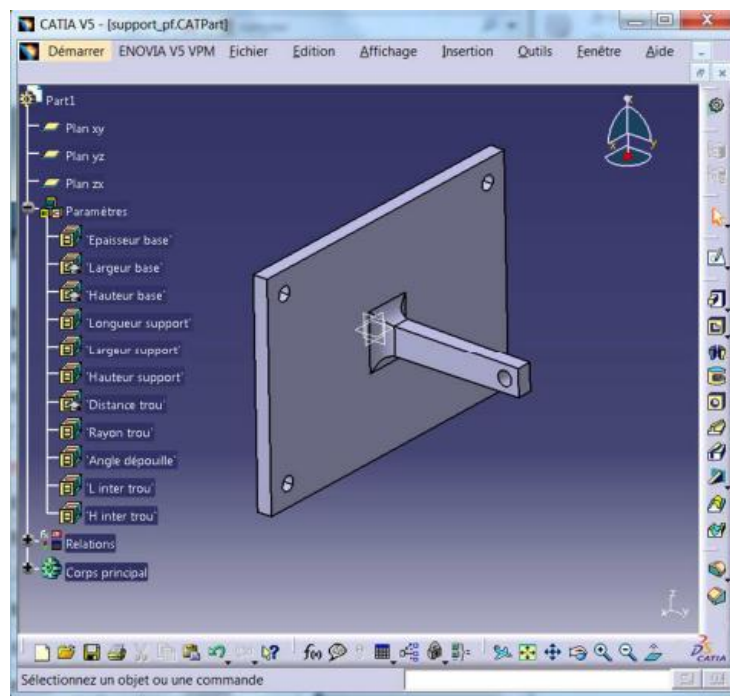 CATIA V5 - [support_pf.CATPart]
Démarrer ENOVIA V5 VPM Eichier Edition Affichage Insertion Outils Fenêtre Aide
Part1
Plan xy
Plan yz
Plan zx
Paramètres
'Epaisseur base'
'Largeur base'
'Hauteur base'
'Longueur support'
'Largeur support'
'Hauteur support'
'Distance trou'
'Rayon trou'
'Angle dépouille'
'L inter trou'
'H inter trou'
Relations
Corps principal
z
x y
f(x)
CATIA
Sélectionnez un objet ou une commande